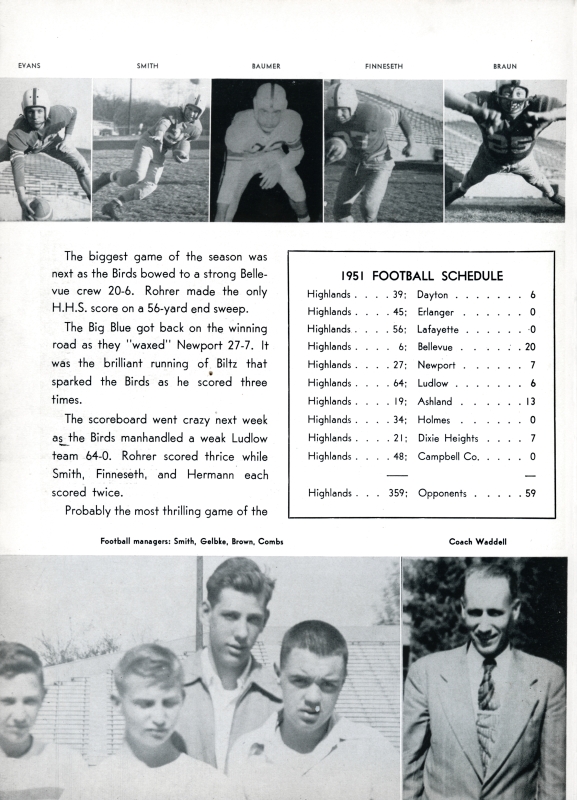 EVANS SMITH BAUMER FINNESETH BRAUN
The biggest game of the season was
next as the Birds bowed to a strong Belle-
vue crew 20-6. Rohrer made the only
H.H.S. score on a 56-yard end sweep.
The Big Blue got back on the winning
road as they "waxed" Newport 27-7. It
was the brilliant running of Biltz that
sparked the Birds as he scored three
times.
The scoreboard went crazy next week
as the Birds manhandled a weak Ludlow
team 64-0. Rohrer scored thrice while
Smith, Finneseth, and Hermann each
scored twice.
Probably the most thrilling game of the
1951 FOOTBALL SCHEDULE
Highlands . . . . 39; Dayton . . . . . . . 6
Highlands . . . . 45; Erlanger . . . . . . 0
Highlands . . . . 56; Lafayette . . . . . . 0
Highlands . . . . 6; Bellevue . . . . . . 20
Highlands . . . . 27; Newport . . . . . . 7
Highlands . . . . 64; Ludlow . . . . . . . 6
Highlands . . . . 19; Ashland . . . . . . 13
Highlands . . . . 34; Holmes . . . . . . 0
Highlands . . . . 21; Dixie Heights . . . . 7
Highlands . . . . 48; Campbell Co. . . . . 0
Highlands . . . 359; Opponents . . . . . 59
Football managers: Smith, Gelbke, Brown, Combs
Coach Waddell